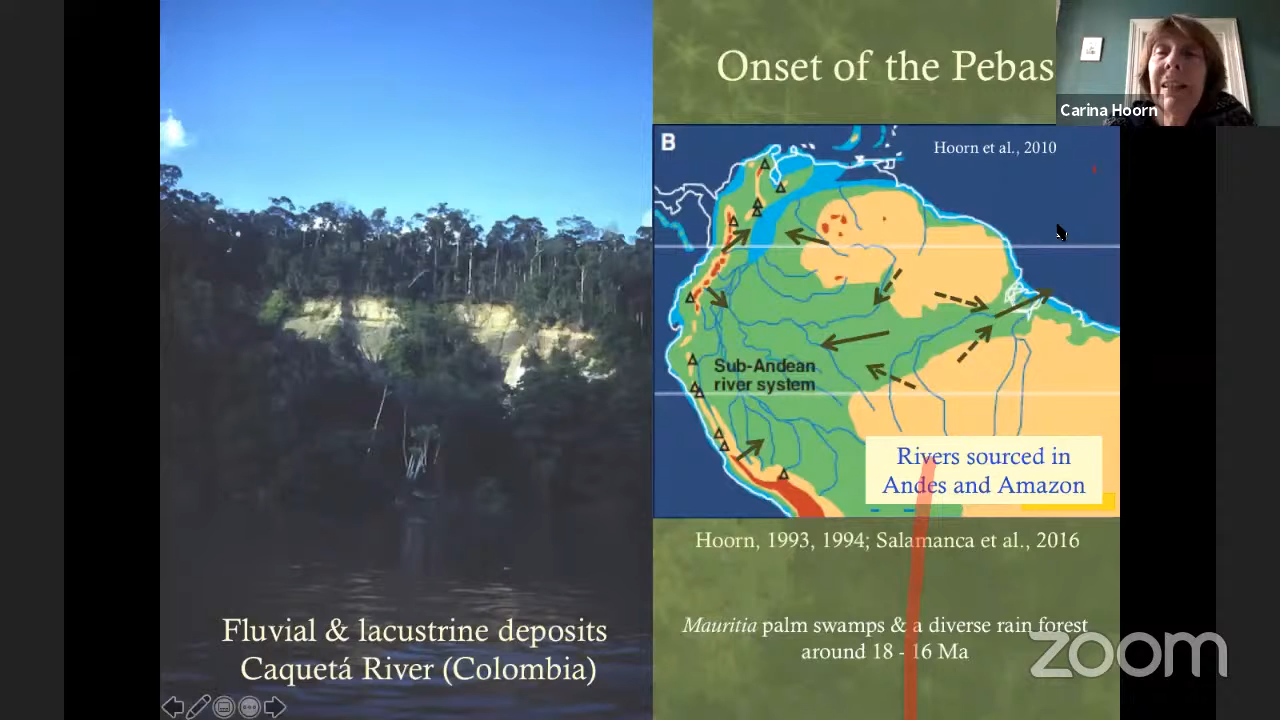 Onset of the Pebas
Carina Hoorn
B
Hoorn et al., 2010
Sub-Andean
river system
Rivers sourced in
Andes and Amazon
Hoorn, 1993, 1994; Salamanca et al., 2016
Mauritia palm swamps & a diverse rain forest
around 18 - 16 Ma
Fluvial & lacustrine deposits
Caquetá River (Colombia)
zoom